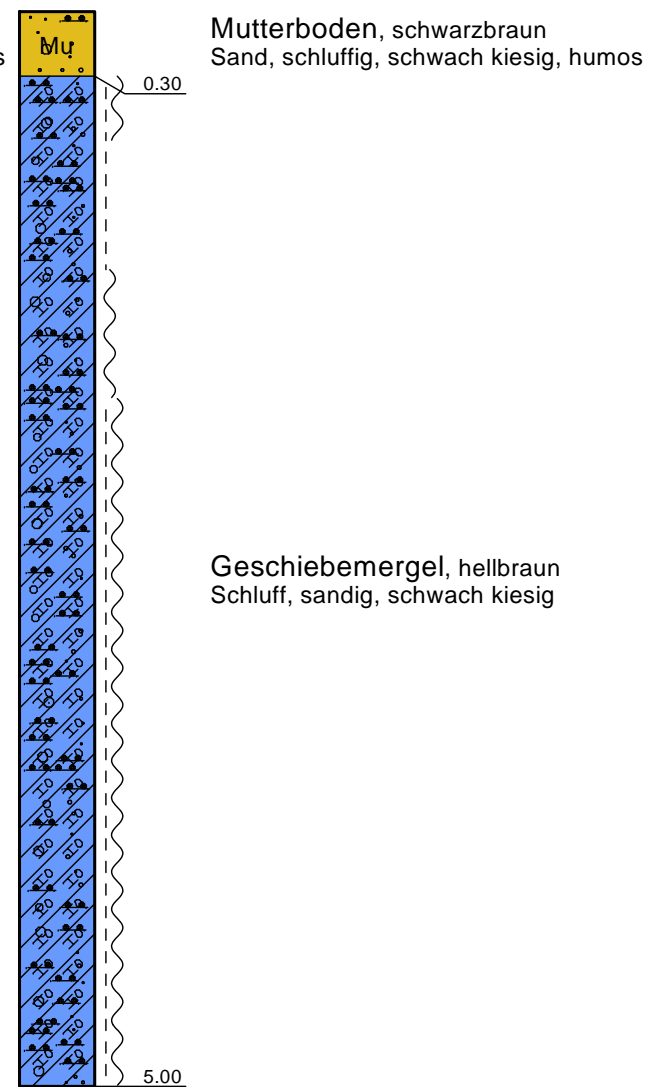 Mutterboden, schwarzbraun
s
Mu
Sand, schluffig, schwach kiesig, humos
0.30
Geschiebemergel, hellbraun
Schluff, sandig, schwach kiesig
5.00